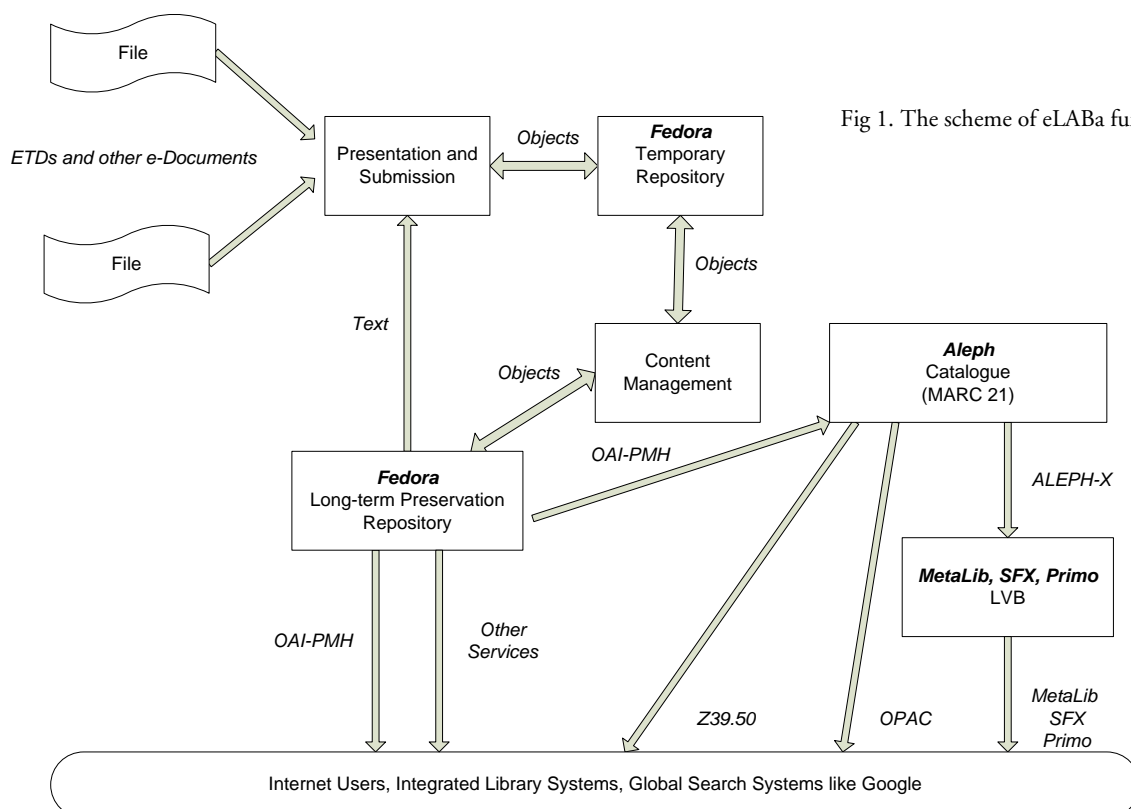 File
ETDs and other e-Documents
File
Presentation and
Submission
Objects
Fedora
Temporary
Repository
Fig 1. The scheme of eLABa
Objects
Text
Content
Management
Objects
Aleph
Catalogue
(MARC 21)
OAI-PMH
Fedora
Long-term Preservation
Repository
ALEPH-X
MetaLib, SFX, Primo
LVB
OAI-PMH
Other
Services
Z39.50
OPAC
MetaLib
SFX
Primo
Internet Users, Integrated Library Systems, Global Search Systems like Google